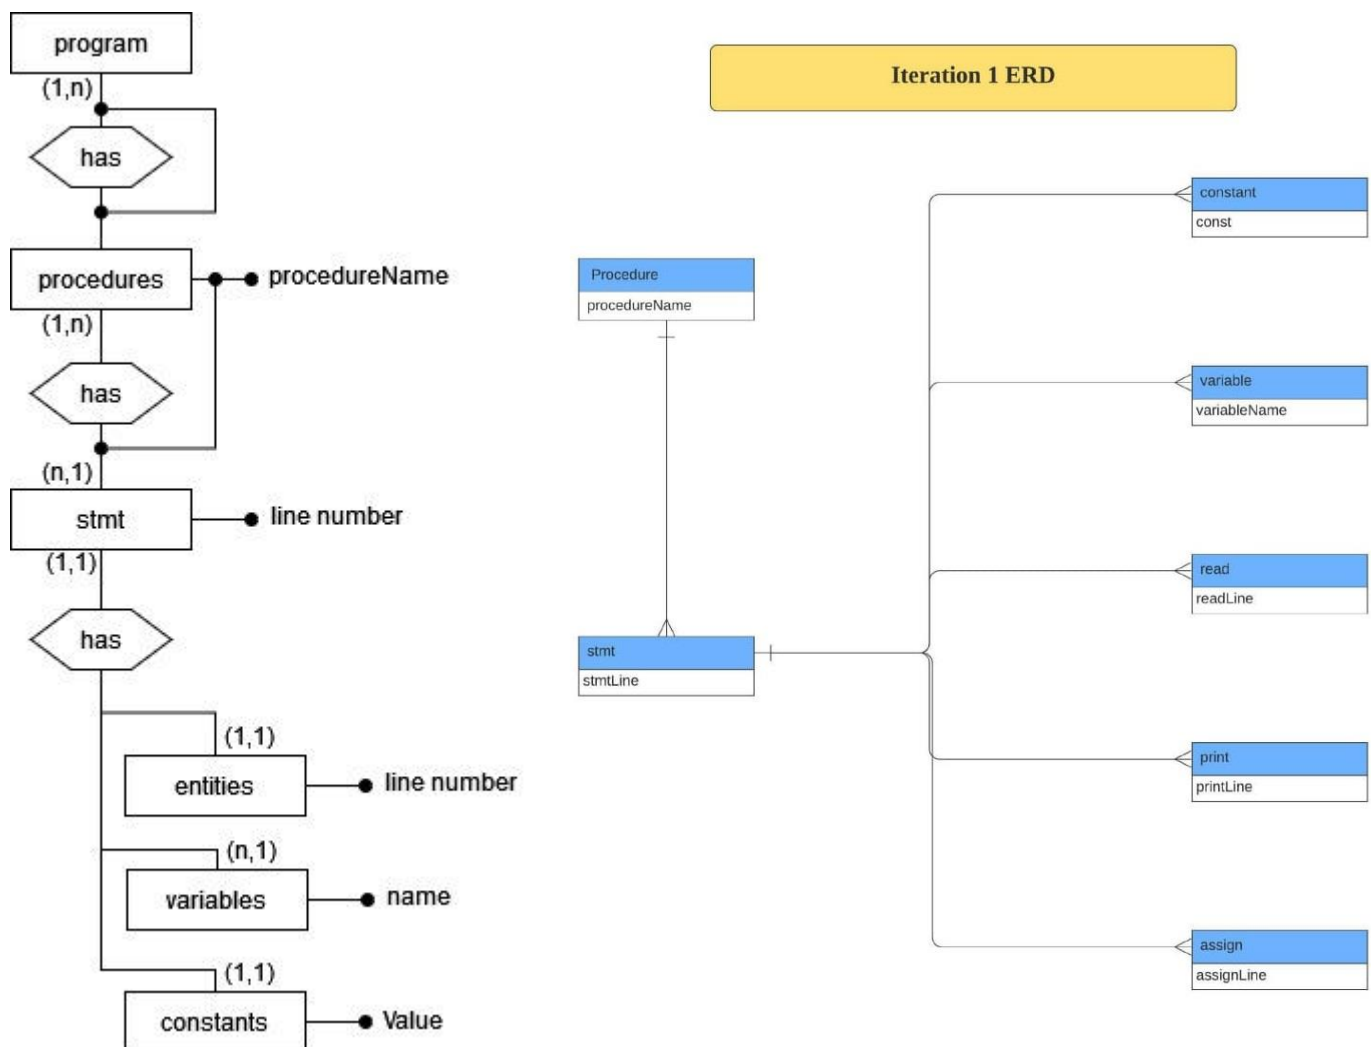 program
(1,n)
has
procedures
procedureName
(1,n)
has
(n,1)
stmt
line number
(1,1)
has
(1,1)
entities
line number
(n,1)
variables
name
(1,1)
constants
Value
Iteration 1 ERD
Procedure
procedureName
stmt
stmtLine
constant
const
variable
variableName
read
readLine
print
printLine
assign
assignLine